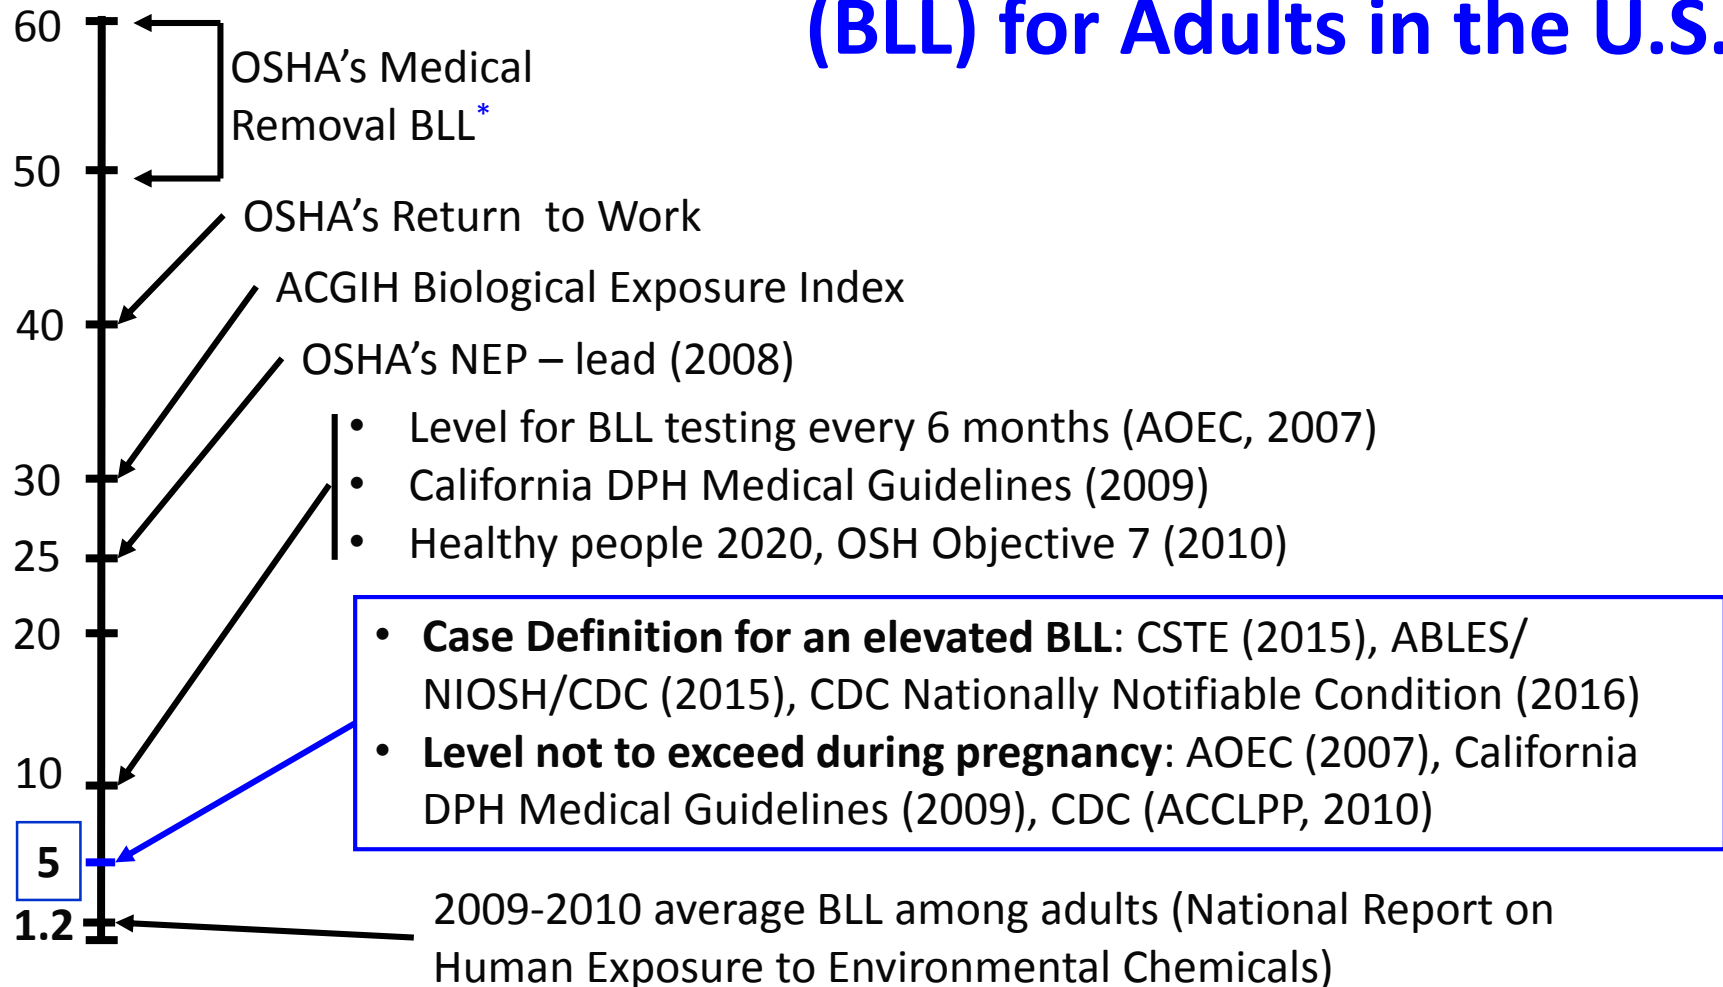 (BLL) for Adults in the U.S.
60
OSHA’s Medical
Removal BLL*
50
OSHA’s Return  to Work
ACGIH Biological Exposure Index
40
OSHA’s NEP – lead (2008)
• Level for BLL testing every 6 months (AOEC, 2007)
30
• California DPH Medical Guidelines (2009)
• Healthy people 2020, OSH Objective 7 (2010)
25
20
• Case Definition for an elevated BLL: CSTE (2015), ABLES/
NIOSH/CDC (2015), CDC Nationally Notifiable Condition (2016)
• Level not to exceed during pregnancy: AOEC (2007), California
DPH Medical Guidelines (2009), CDC (ACCLPP, 2010)
10
5
1.2
2009-2010 average BLL among adults (National Report on
Human Exposure to Environmental Chemicals)